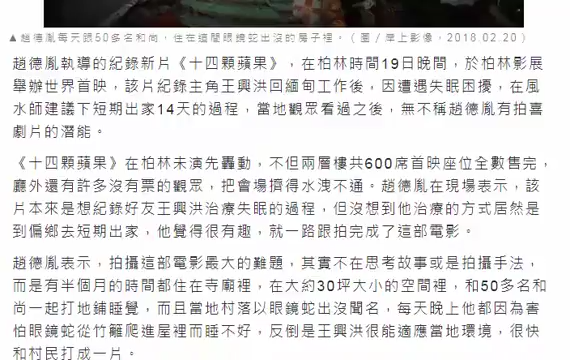 ▲趙德胤每天跟50多名和尚，住在這間眼鏡蛇出沒的房子裡。（圖／岸上影像，2018.02.20）
趙德胤執導的紀錄新片《十四顆蘋果》，在柏林時間19日晚間，於柏林影展
舉辦世界首映，該片紀錄主角王興洪回緬甸工作後，因遭遇失眠困擾，在風
水師建議下短期出家14天的過程，當地觀眾看過之後，無不稱趙德胤有拍喜
劇片的潛能。
《十四顆蘋果》在柏林未演先轟動，不但兩層樓共600席首映座位全數售完，
廳外還有許多沒有票的觀眾，把會場擠得水洩不通。趙德胤在現場表示，該
片本來是想紀錄好友王興洪治療失眠的過程，但沒想到他治療的方式居然是
到偏鄉去短期出家，他覺得很有趣，就一路跟拍完成了這部電影。
趙德胤表示，拍攝這部電影最大的難題，其實不在思考故事或是拍攝手法，
而是有半個月的時間都住在寺廟裡，在大約30坪大小的空間裡，和50多名和
尚一起打地鋪睡覺，而且當地村落以眼鏡蛇出沒聞名，每天晚上他都因為害
怕眼鏡蛇從竹籬爬進屋裡而睡不好，反倒是王興洪很能適應當地環境，很快
和村民打成一片。